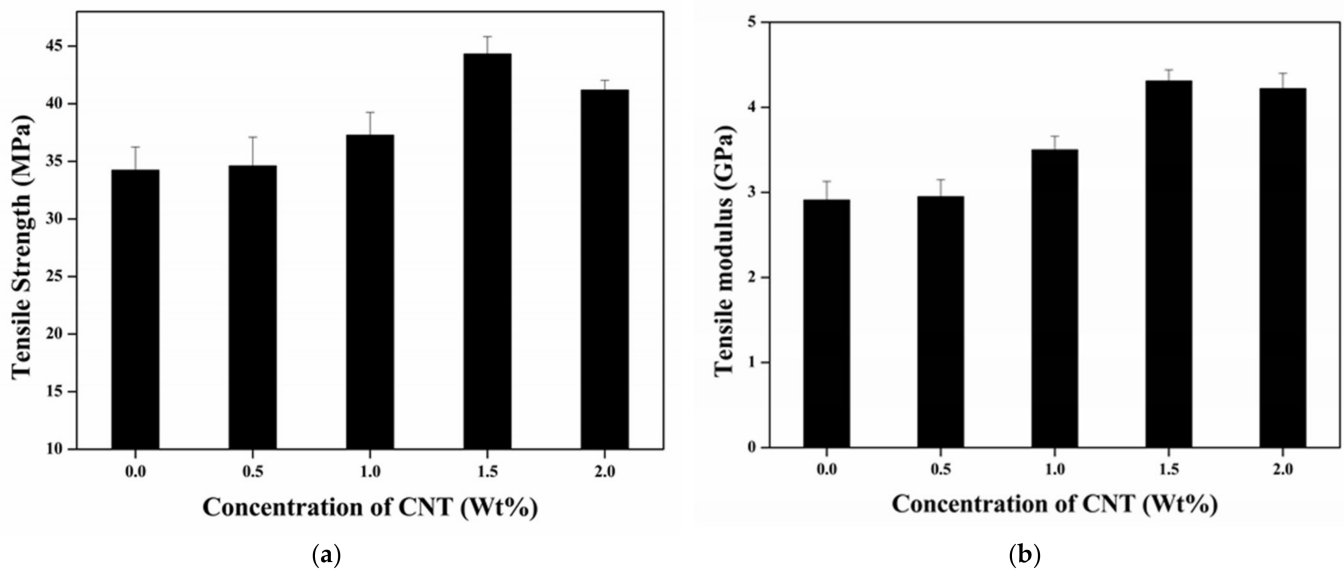 Tensile Strength (MPa)
45
40
35
30
25
20
15
10
0.0 0.5 1.0 1.5 2.0
Concentration of CNT (Wt%)
(a)
Tensile modulus (GPa)
5
4
3
2
1
0
0.0 0.5 1.0 1.5 2.0
Concentration of CNT (Wt%)
(b)